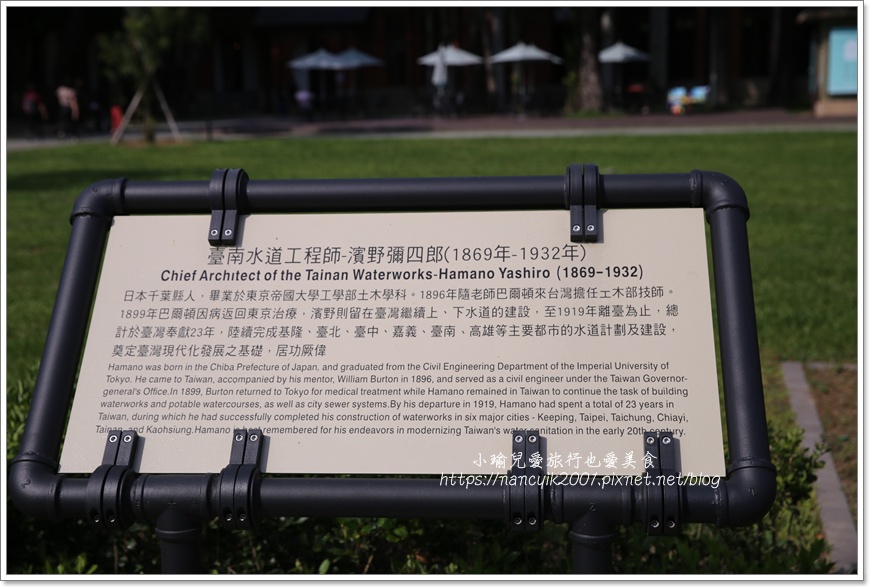 臺南水道工程師-濱野彌四郎(1869年-1932年)
Chief Architect of the Tainan Waterworks-Hamano Yashiro (1869-1932)
日本千葉縣人，畢業於東京帝國大學工學部土木學科。1896年隨老師巴爾頓來台灣擔任土木部技師。
1899年巴爾頓因病返回東京治療，濱野則留在臺灣繼續上、下水道的建設，至1919年離臺為止，總
計於臺灣奉獻23年，陸續完成基隆、臺北、臺中、嘉義、臺南、高雄等主要都市的水道計劃及建設，
奠定臺灣現代化發展之基礎，居功厥偉
Hamano was born in the Chiba Prefecture of Japan, and graduated from the Civil Engineering Department of the Imperial University of
Tokyo. He came to Taiwan, accompanied by his mentor, William Burton in 1896, and served as a civil engineer under the Taiwan Governor-
general's Office.In 1899, Burton returned to Tokyo for medical treatment while Hamano remained in Taiwan to continue the task of building
waterworks and potable watercourses, as well as city sewer systems.By his departure in 1919, Hamano had spent a total of 23 years in
Taiwan, during which he had successfully completed his construction of waterworks in six major cities - Keeping, Taipei, Taichung, Chiayi,
Tainan, and Kaohsiung.Hamano is best remembered for his endeavors in modernizing Taiwan's water sanitation in the early 20th century.
小瑜兒愛旅行也愛美食
https://nancylk2007.pixnet.net/blog